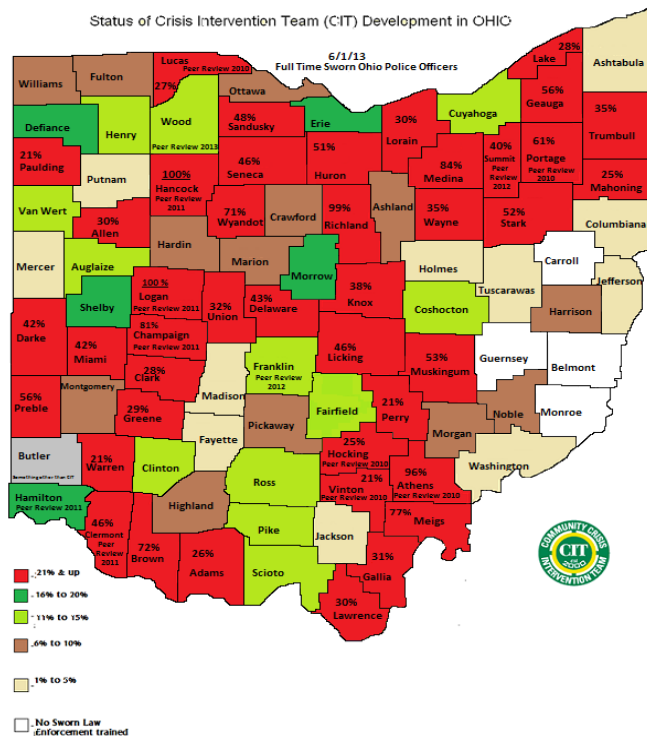 Status of Crisis Intervention Team (CIT) Development in OHIO
6/1/13
Full Time Sworn Ohio Police Officers
Williams
Fulton
Lucas
Peer Review 2010
27%
Ottawa
Lake 28%
Ashtabula
Defiance
Henry
Wood
Peer Review 2013
48%
Sandusky
Erie
30%
Lorain
Cuyahoga
56%
Geauga
35%
Trumbull
21%
Paulding
Putnam
100%
Hancock
Peer Review
2011
46%
Seneca
51%
Huron
84%
Medina
40%
Summit
Peer
Review
2012
61%
Portage
Peer Review
2010
25%
Mahoning
Van Wert
30%
Allen
71%
Wyandot
Crawford
99%
Richland
Ashland
35%
Wayne
52%
Stark
Columbiana
Mercer
Auglaize
Hardin
Marion
Morrow
Holmes
Tuscarawas
Carroll
Jefferson
Shelby
100%
Logan
Peer Review
2011
32%
Union
43%
Delaware
38%
Knox
Coshocton
Harrison
42%
Darke
42%
Miami
81%
Champaign
Peer Review
2011
28%
Clark
Madison
Franklin
Peer Review
2012
46%
Licking
53%
Muskingum
Guernsey
Belmont
56%
Preble
Montgomery
29%
Greene
Fayette
Pickaway
Fairfield
21%
Perry
Morgan
Noble
Monroe
Butler
Something other than CIT
21%
Warren
Clinton
Ross
25%
Hocking
Peer Review 2010
Washington
Hamilton
Peer Review 2011
Highland
Vinton 21%
Peer Review 2010
96%
Athens
Peer Review 2010
46%
Clermont
Peer
Review
2011
72%
Brown
26%
Adams
Pike
Scioto
Jackson
77%
Meigs
31%
Gallia
30%
Lawrence
COMMUNITY CRISIS
CIT
EST
2000
INTERVENTION TEAM
21% & up
16% to 20%
11% to 15%
6% to 10%
1% to 5%
No Sworn Law
Enforcement trained